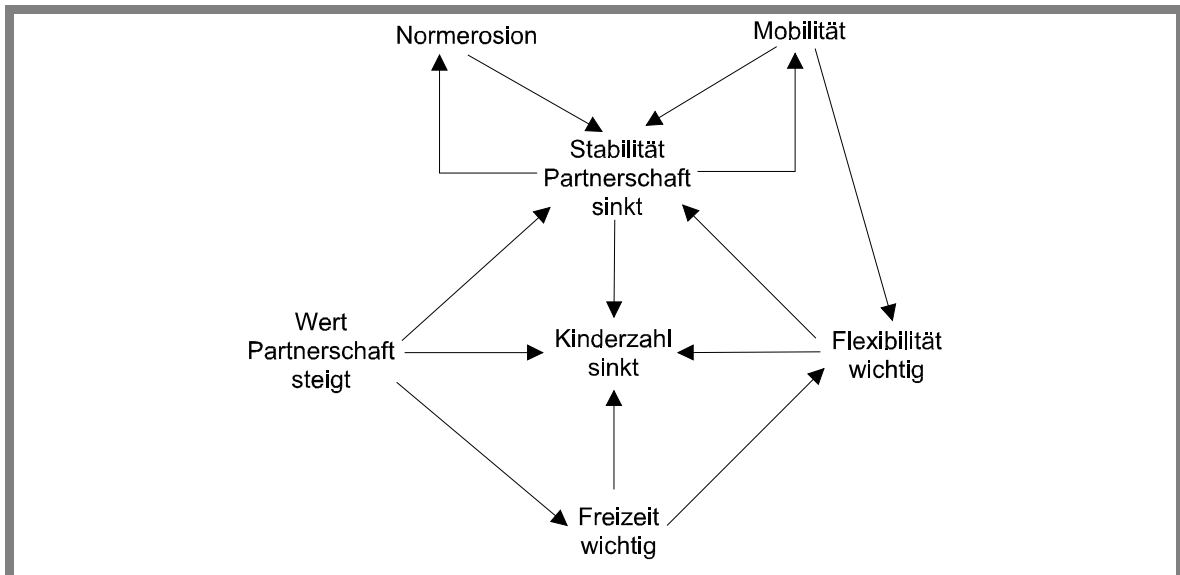 Normerosion
Mobilität
Stabilität
Partnerschaft
sinkt
Wert
Partnerschaft
steigt
Kinderzahl
sinkt
Flexibilität
wichtig
Freizeit
wichtig